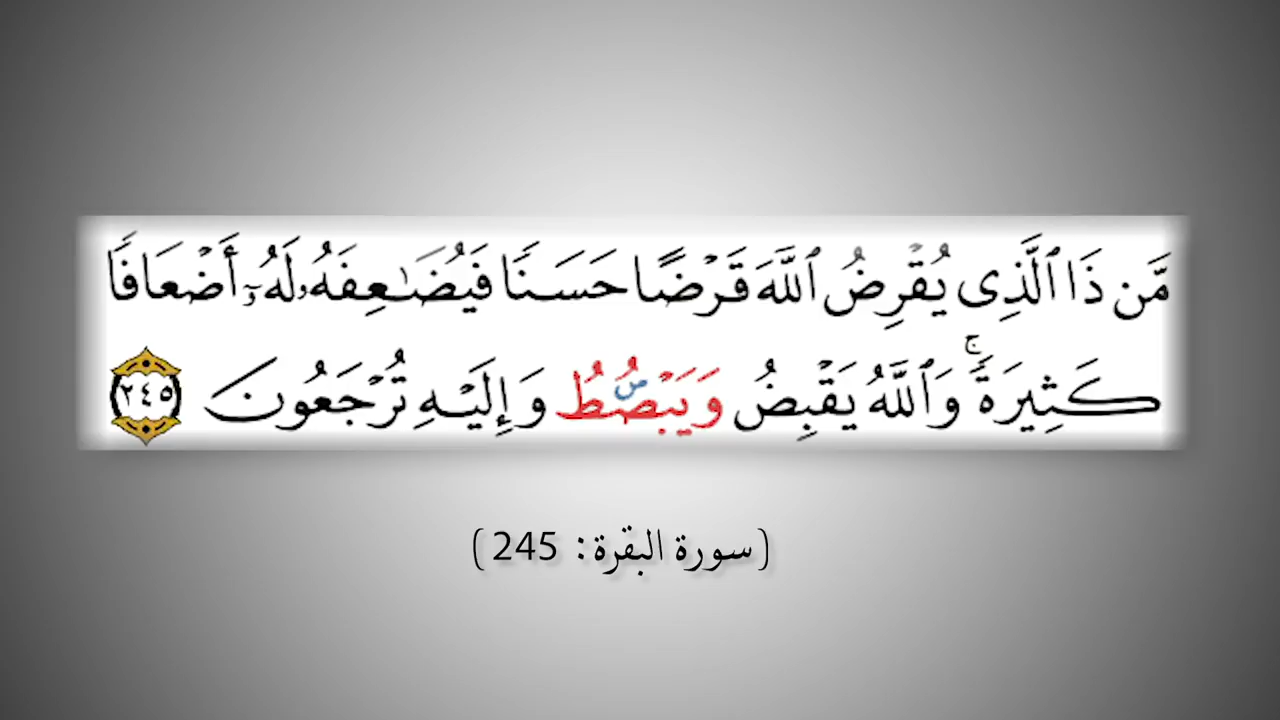 مَّن ذَا ٱلَّذِى يُقْرِضُ ٱللَّهَ قَرْضًا حَسَنًا فَيُضَـٰعِفَهُۥ لَهُۥٓ أَضْعَافًا
كَثِيرَةً ۚ وَٱللَّهُ يَقْبِضُ وَيَبْصُۜطُ وَإِلَيْهِ تُرْجَعُونَ ٢٤٥
(سورة البقرة: 245)